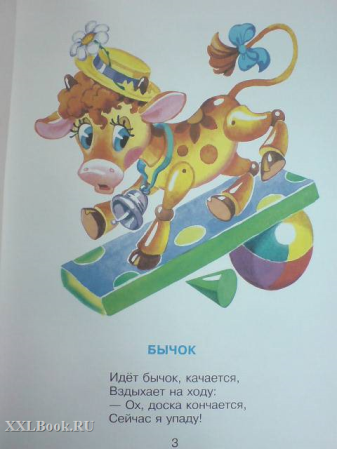 БЫЧОК
Идёт бычок, качается,
Вздыхает на ходу:
— Ох, доска кончается,
Сейчас я упаду!
XXLBook.RU
3